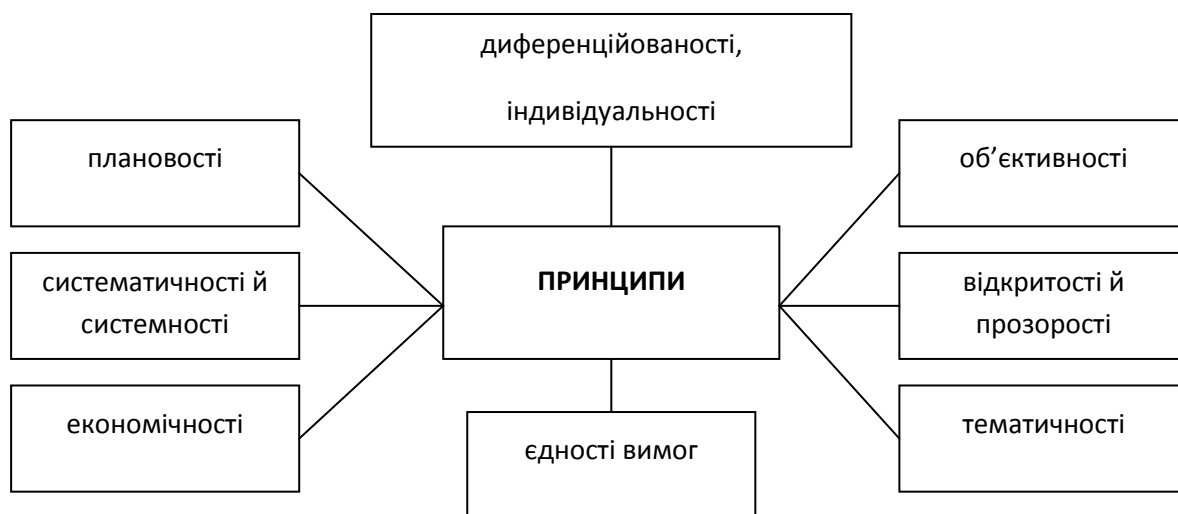 диференційованості,
індивідуальності
плановості
об’єктивності
систематичності й
системності
ПРИНЦИПИ
відкритості й
прозорості
економічності
єдності вимог
тематичності